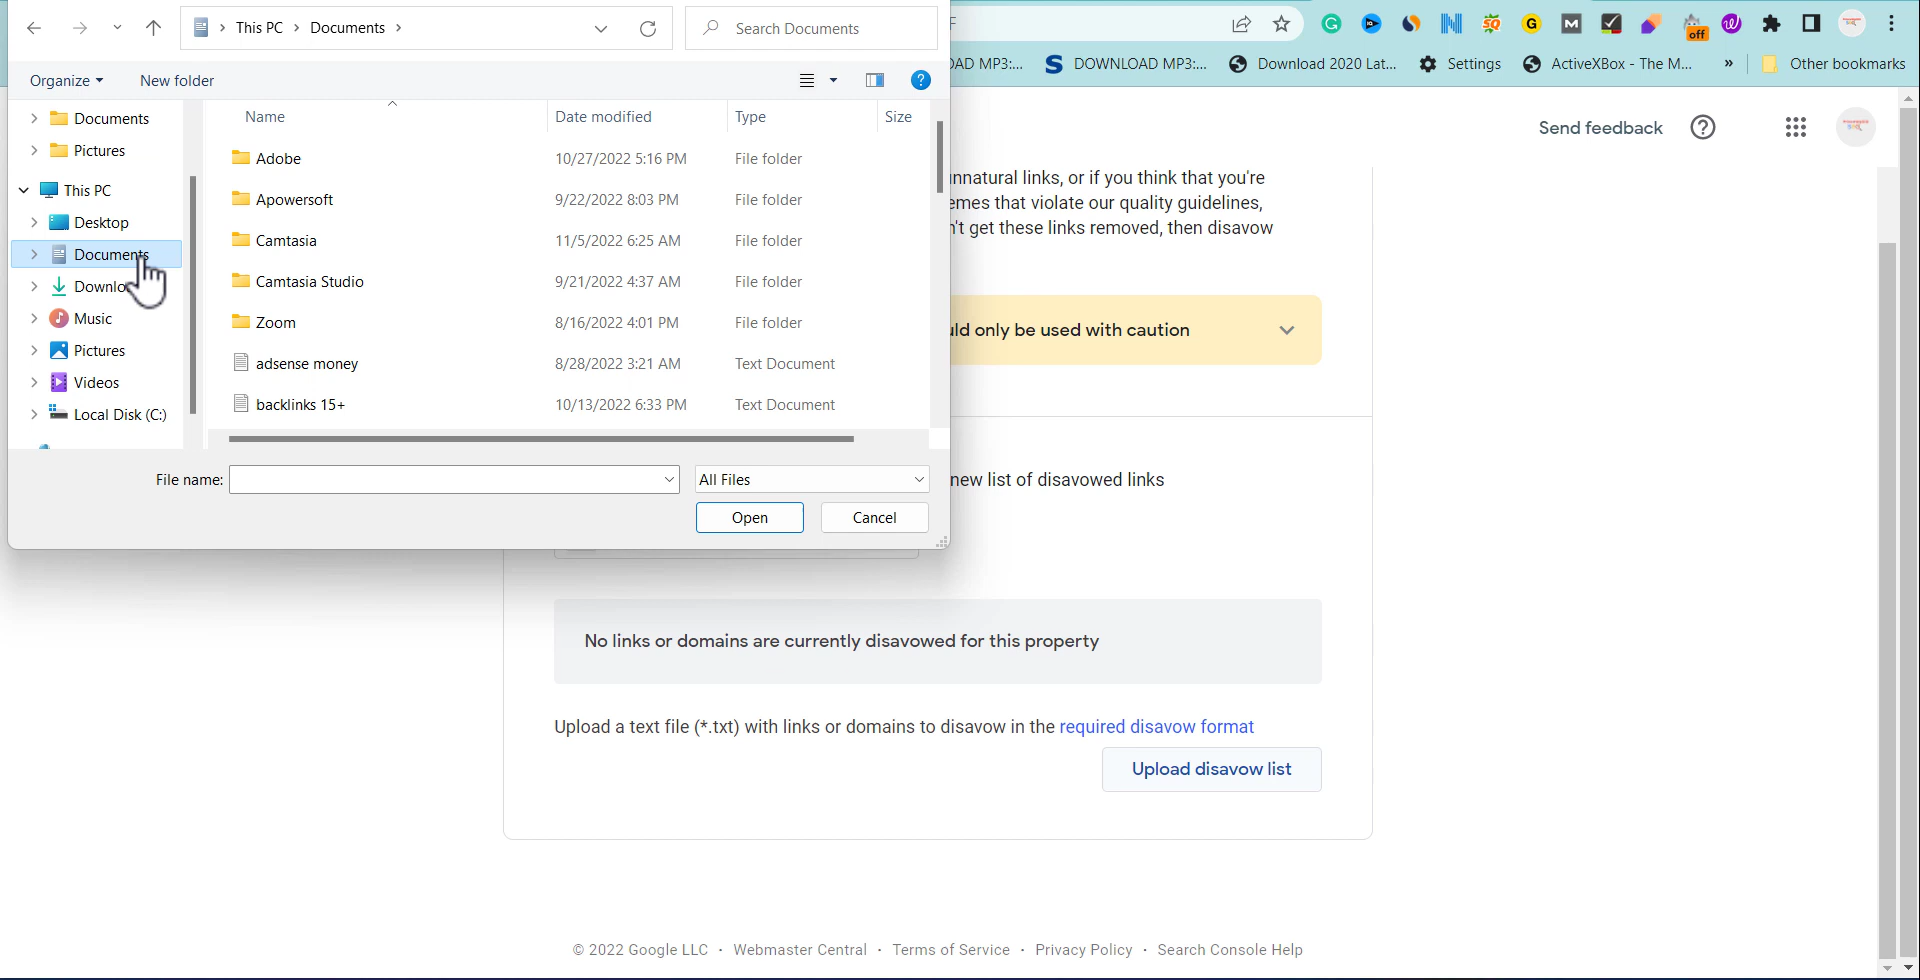 This PC > Documents >
Search Documents
Organize
New folder
Documents
Pictures
This PC
Desktop
Documents
Downlo
Music
Pictures
Videos
Local Disk (C:)
Name Date modified Type Size
Adobe 10/27/2022 5:16 PM File folder
Apowersoft 9/22/2022 8:03 PM File folder
Camtasia 11/5/2022 6:25 AM File folder
Camtasia Studio 9/21/2022 4:37 AM File folder
Zoom 8/16/2022 4:01 PM File folder
adsense money 8/28/2022 3:21 AM Text Document
backlinks 15+ 10/13/2022 6:33 PM Text Document
File name:
All Files
Open Cancel
off
AD MP3:... DOWNLOAD MP3:... Download 2020 Lat... Settings ActiveXBox - The M... » Other bookmarks
Send feedback
nnatural links, or if you think that you're
emes that violate our quality guidelines,
n't get these links removed, then disavow
uld only be used with caution
new list of disavowed links
No links or domains are currently disavowed for this property
Upload a text file (*.txt) with links or domains to disavow in the required disavow format
Upload disavow list
© 2022 Google LLC · Webmaster Central · Terms of Service · Privacy Policy · Search Console Help